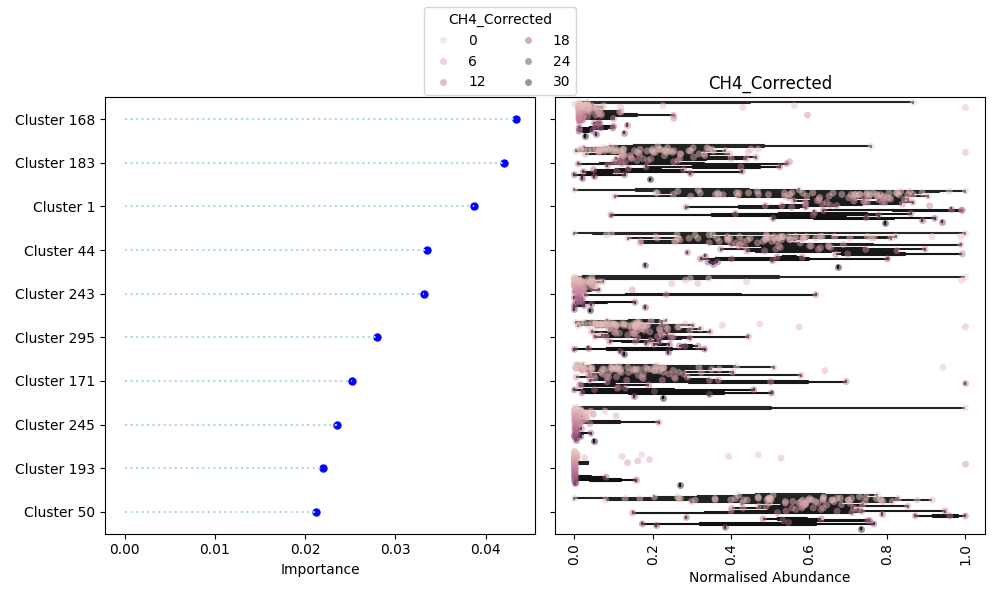 CH4_Corrected
0 18
6 24
12 30
CH4_Corrected
Cluster 168
Cluster 183
Cluster 1
Cluster 44
Cluster 243
Cluster 295
Cluster 171
Cluster 245
Cluster 193
Cluster 50
0.00 0.01 0.02 0.03 0.04
Importance
0.0 0.2 0.4 0.6 0.8 1.0
Normalised Abundance